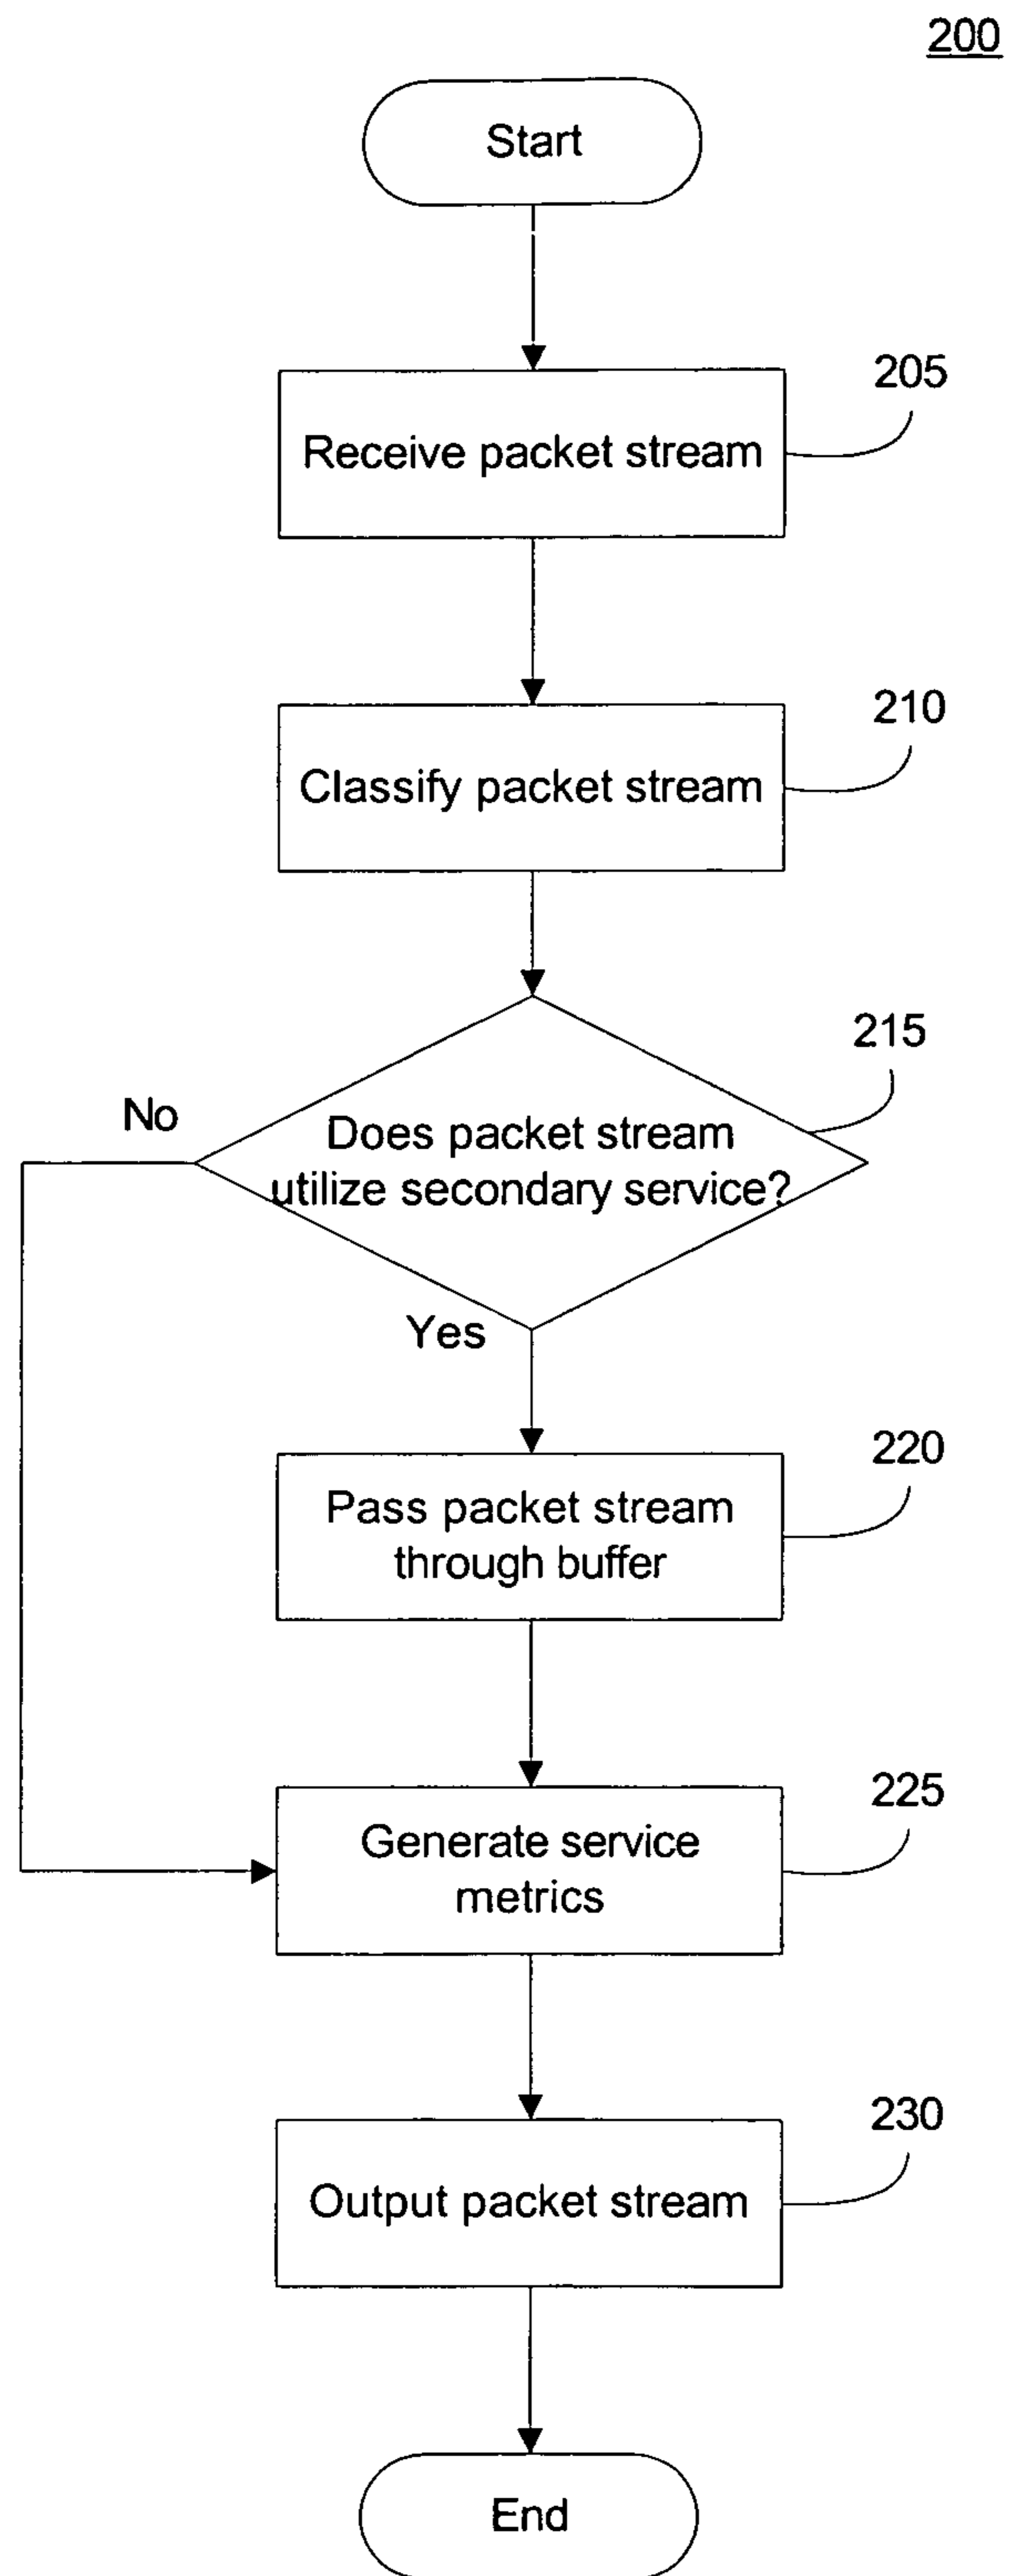 200
Start
205
Receive packet stream
210
Classify packet stream
215
No
Does packet stream
utilize secondary service?
Yes
220
Pass packet stream
through buffer
225
Generate service
metrics
230
Output packet stream
End